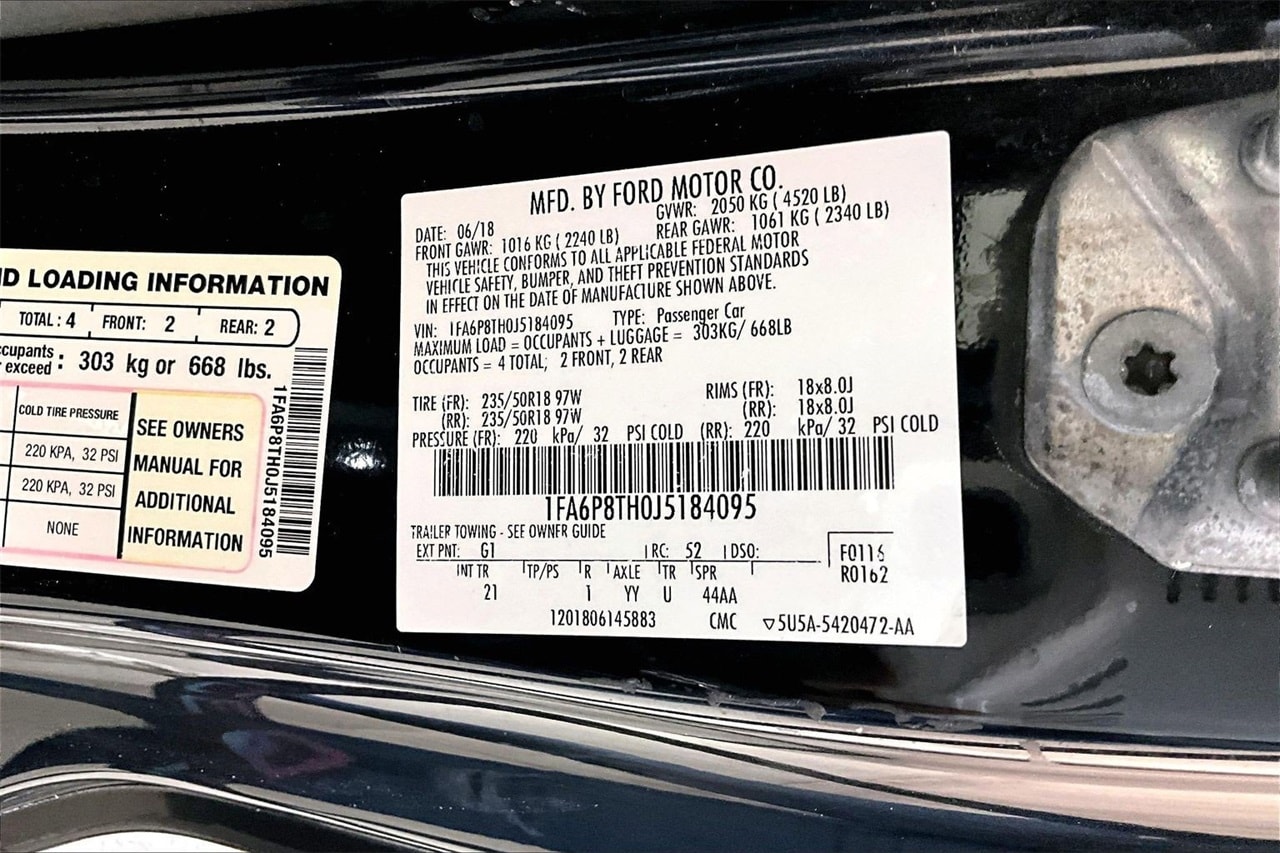 MFD. BY FORD MOTOR CO.
DATE: 06/18 GVWR: 2050 KG ( 4520 LB)
FRONT GAWR: 1016 KG ( 2240 LB) REAR GAWR: 1061 KG ( 2340 LB)
THIS VEHICLE CONFORMS TO ALL APPLICABLE FEDERAL MOTOR
VEHICLE SAFETY, BUMPER, AND THEFT PREVENTION STANDARDS
IN EFFECT ON THE DATE OF MANUFACTURE SHOWN ABOVE.
VIN: 1FA6P8TH0J5184095 TYPE: Passenger Car
MAXIMUM LOAD = OCCUPANTS + LUGGAGE = 303KG/ 668LB
OCCUPANTS = 4 TOTAL; 2 FRONT, 2 REAR
TIRE (FR): 235/50R18 97W RIMS (FR): 18x8.0J
(RR): 235/50R18 97W (RR): 18x8.0J
PRESSURE (FR): 220 kPa/ 32 PSI COLD (RR): 220 kPa/ 32 PSI COLD
1FA6P8TH0J5184095
TRAILER TOWING - SEE OWNER GUIDE
EXT PNT: G1 RC: 52 DSO: F0116
R0162
INT TR TP/PS R AXLE TR SPR
21 1 YY U 44AA
1201806145883 CMC ▽5U5A-5420472-AA
LOADING INFORMATION
TOTAL: 4 FRONT: 2 REAR: 2
303 kg or 668 lbs.
exceed :
COLD TIRE PRESSURE
220 KPA, 32 PSI
220 KPA, 32 PSI
NONE
SEE OWNERS
MANUAL FOR
ADDITIONAL
INFORMATION
1FA6P8TH0J5184095